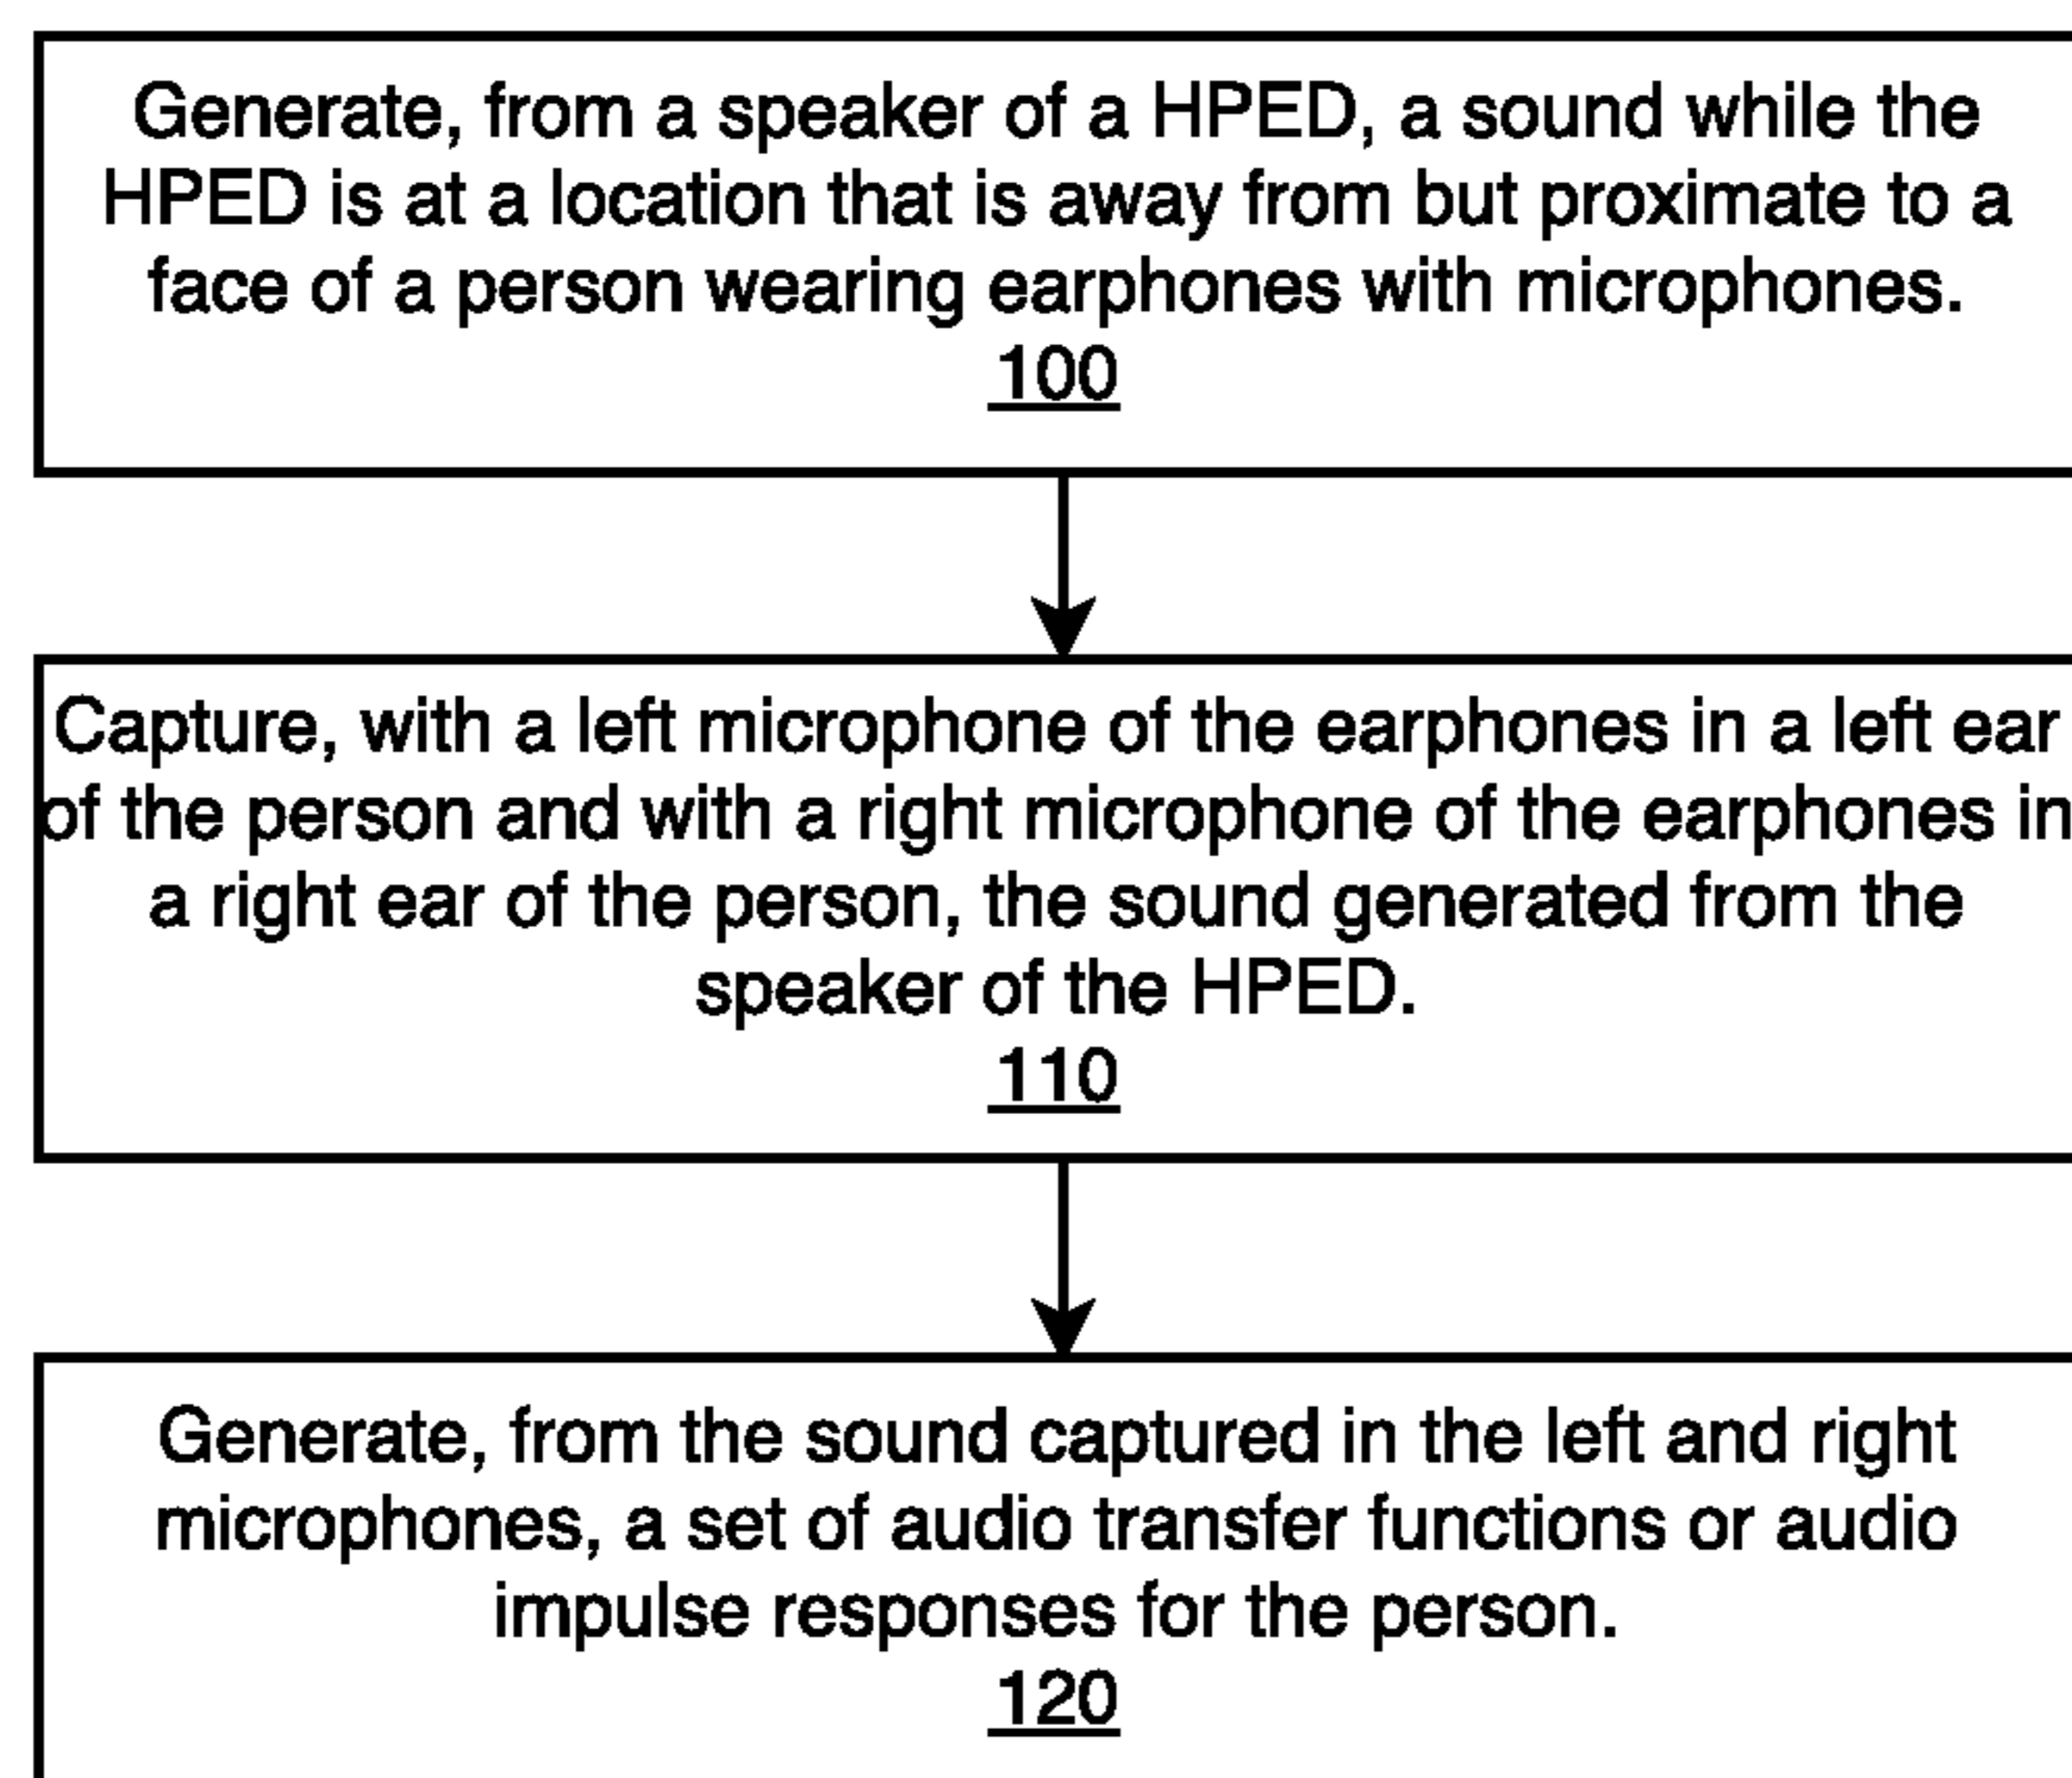 Generate, from a speaker of a HPED, a sound while the
HPED is at a location that is away from but proximate to a
face of a person wearing earphones with microphones.
100
Capture, with a left microphone of the earphones in a left ear
of the person and with a right microphone of the earphones in
a right ear of the person, the sound generated from the
speaker of the HPED.
110
Generate, from the sound captured in the left and right
microphones, a set of audio transfer functions or audio
impulse responses for the person.
120